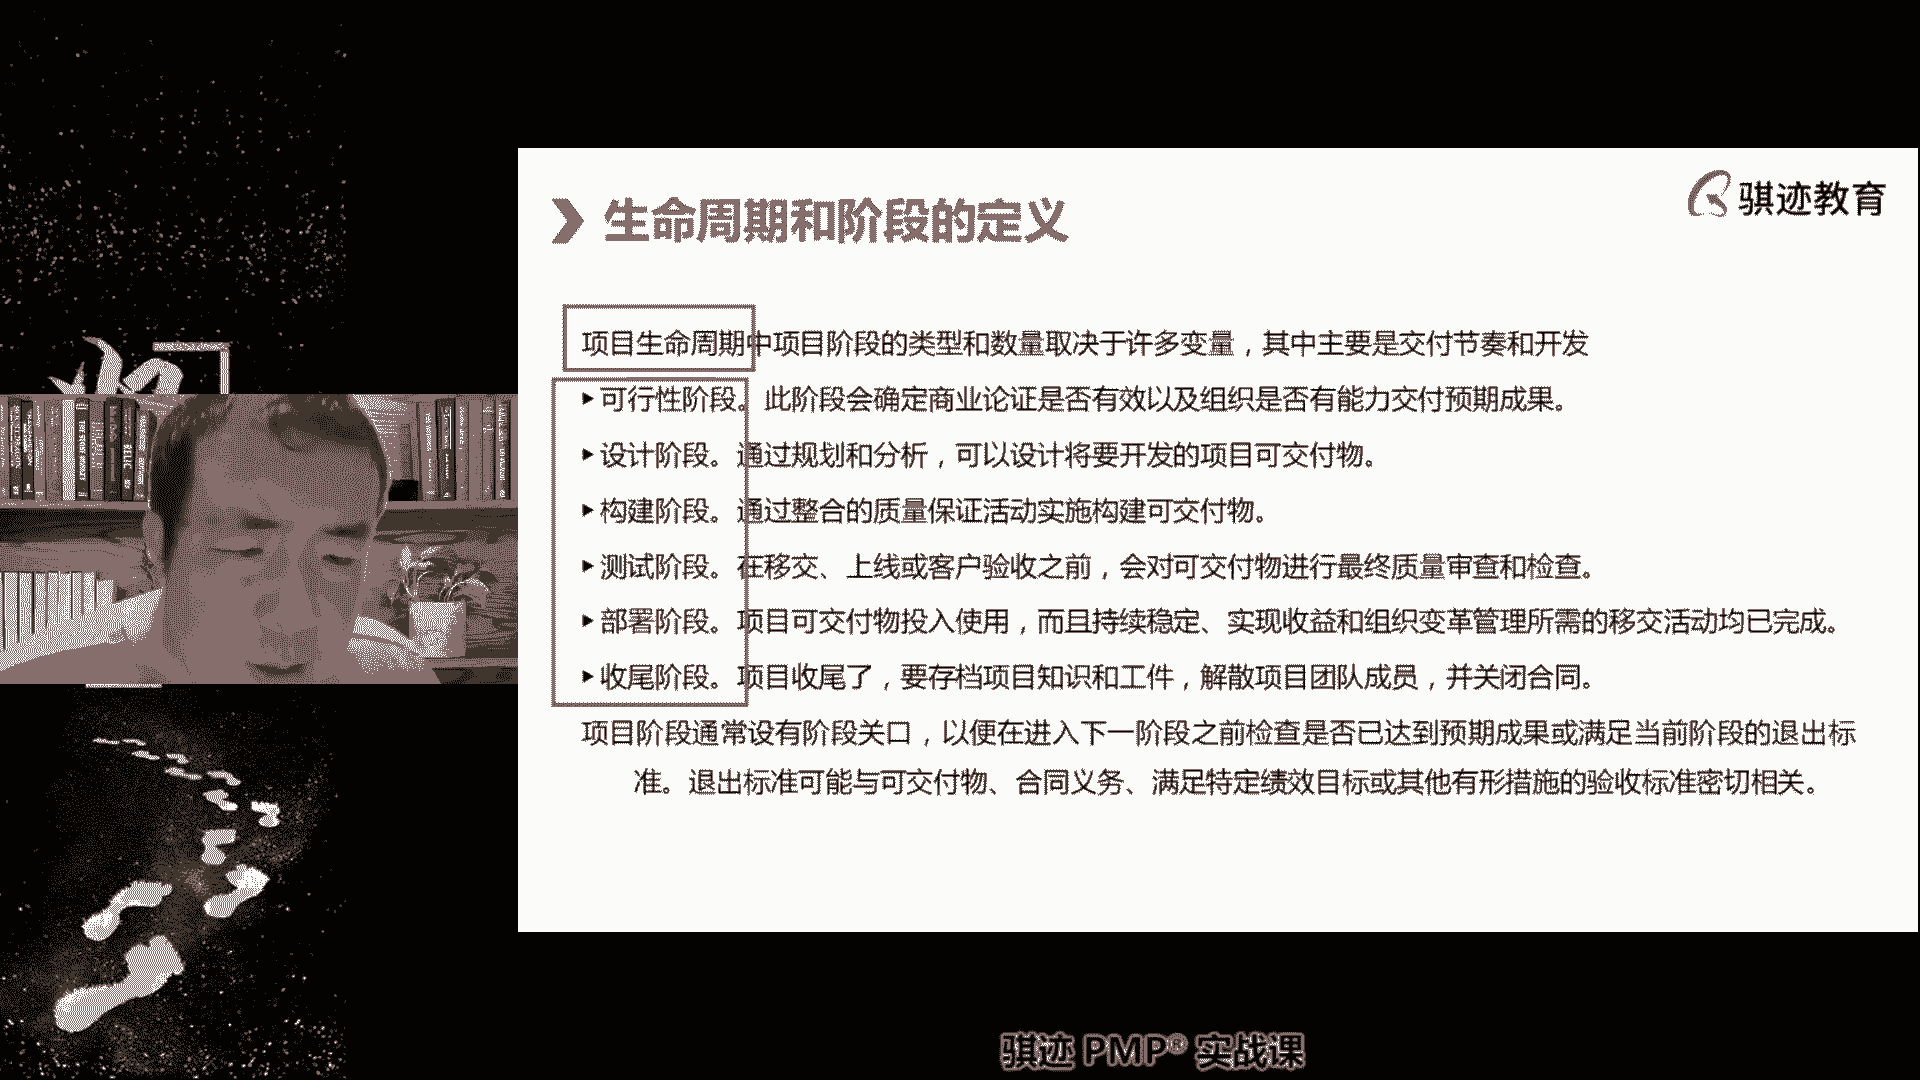 骐迹教育
生命周期和阶段的定义
项目生命周期中项目阶段的类型和数量取决于许多变量，其中主要是交付节奏和开发
▸可行性阶段。此阶段会确定商业论证是否有效以及组织是否有能力交付预期成果。
▸设计阶段。通过规划和分析，可以设计将要开发的项目可交付物。
▸构建阶段。通过整合的质量保证活动实施构建可交付物。
▸测试阶段。在移交、上线或客户验收之前，会对可交付物进行最终质量审查和检查。
▸部署阶段。项目可交付物投入使用，而且持续稳定、实现收益和组织变革管理所需的移交活动均已完成。
▸收尾阶段。项目收尾了，要存档项目知识和工件，解散项目团队成员，并关闭合同。
项目阶段通常设有阶段关口，以便在进入下一阶段之前检查是否已达到预期成果或满足当前阶段的退出标
准。退出标准可能与可交付物、合同义务、满足特定绩效目标或其他有形措施的验收标准密切相关。
骐迹 PMP® 实战课